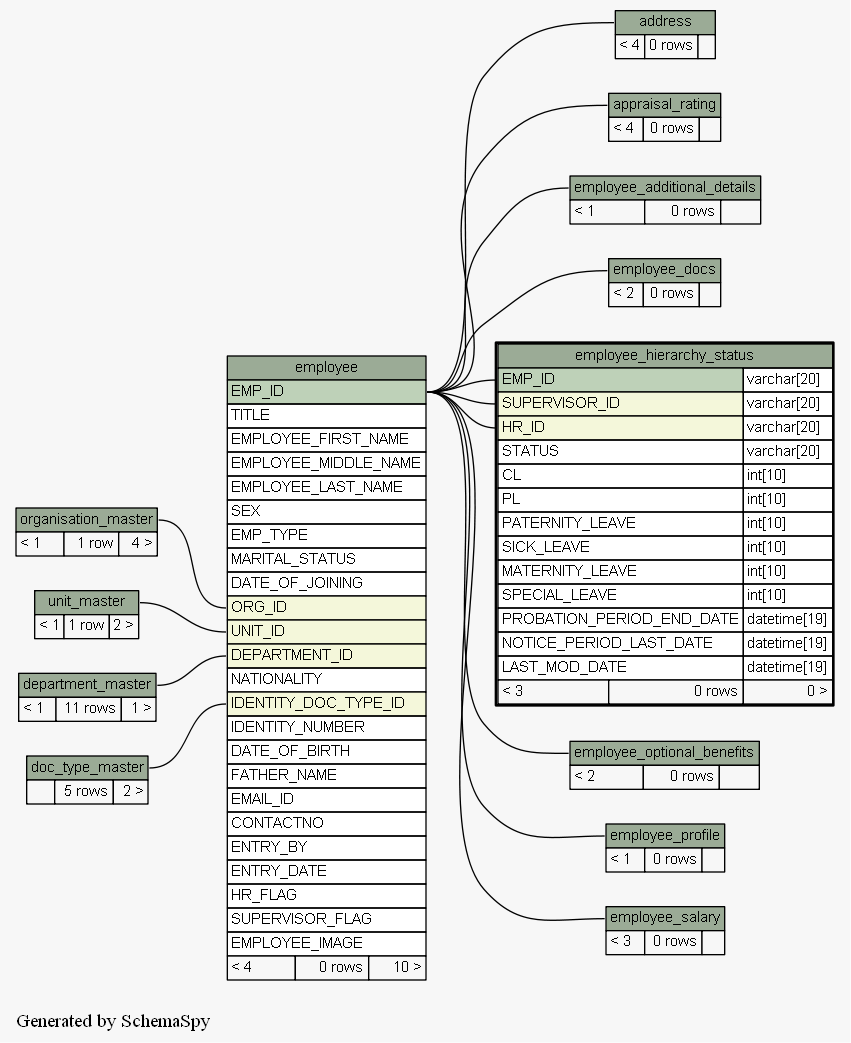 address
< 4 0 rows
appraisal_rating
< 4 0 rows
employee_additional_details
< 1 0 rows
employee_docs
< 2 0 rows
employee
EMP_ID
TITLE
EMPLOYEE_FIRST_NAME
EMPLOYEE_MIDDLE_NAME
EMPLOYEE_LAST_NAME
SEX
EMP_TYPE
MARITAL_STATUS
DATE_OF_JOINING
ORG_ID
UNIT_ID
DEPARTMENT_ID
NATIONALITY
IDENTITY_DOC_TYPE_ID
IDENTITY_NUMBER
DATE_OF_BIRTH
FATHER_NAME
EMAIL_ID
CONTACTNO
ENTRY_BY
ENTRY_DATE
HR_FLAG
SUPERVISOR_FLAG
EMPLOYEE_IMAGE
< 4 0 rows 10 >
employee_hierarchy_status
EMP_ID varchar[20]
SUPERVISOR_ID varchar[20]
HR_ID varchar[20]
STATUS varchar[20]
CL int[10]
PL int[10]
PATERNITY_LEAVE int[10]
SICK_LEAVE int[10]
MATERNITY_LEAVE int[10]
SPECIAL_LEAVE int[10]
PROBATION_PERIOD_END_DATE datetime[19]
NOTICE_PERIOD_LAST_DATE datetime[19]
LAST_MOD_DATE datetime[19]
< 3 0 rows 0 >
organisation_master
< 1 1 row 4 >
unit_master
< 1 1 row 2 >
department_master
< 1 11 rows 1 >
doc_type_master
5 rows 2 >
employee_optional_benefits
< 2 0 rows
employee_profile
< 1 0 rows
employee_salary
< 3 0 rows
Generated by SchemaSpy